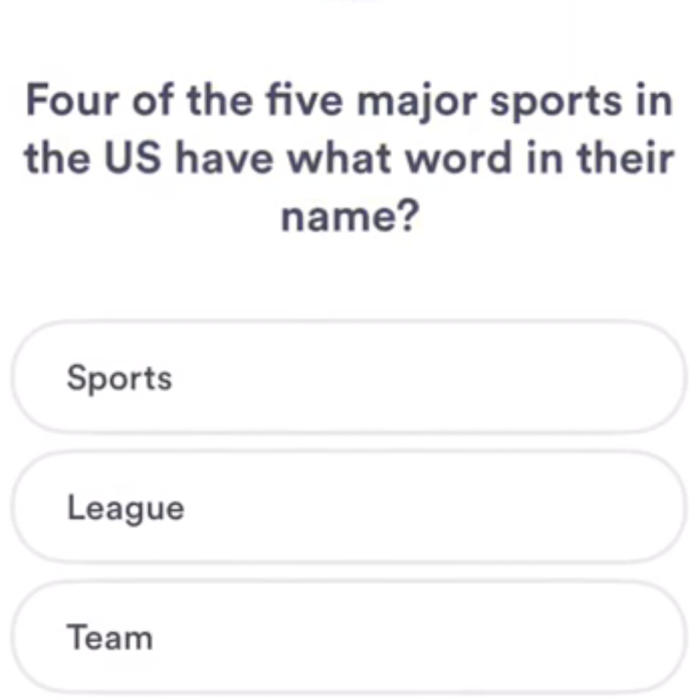 Four of the five major sports in
the US have what word in their
name?
Sports
League
Team